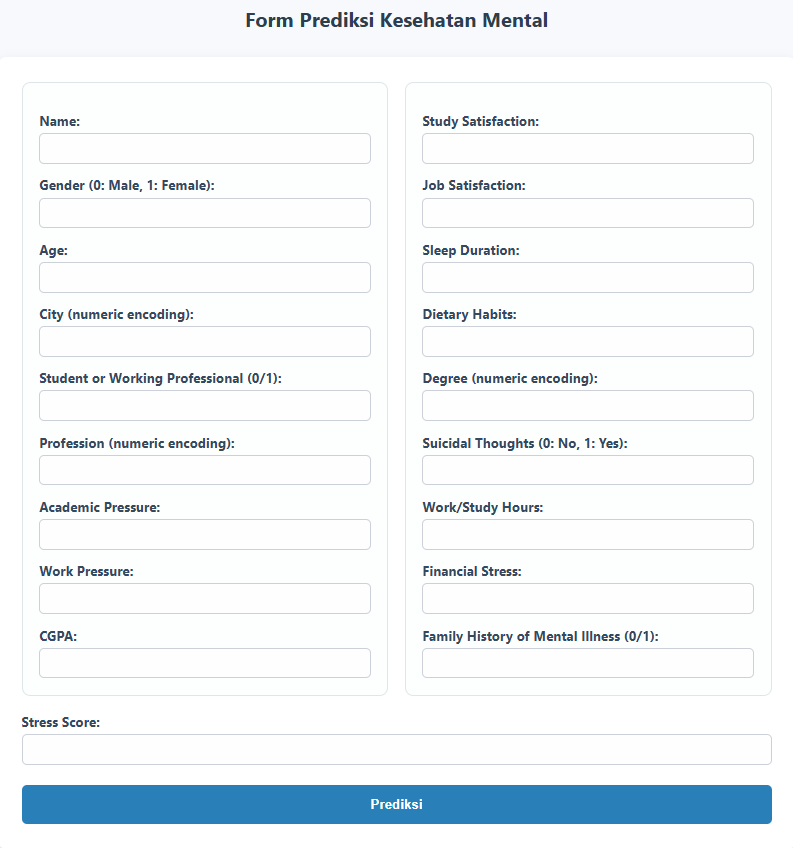 Form Prediksi Kesehatan Mental
Name:
Gender (0: Male, 1: Female):
Age:
City (numeric encoding):
Student or Working Professional (0/1):
Profession (numeric encoding):
Academic Pressure:
Work Pressure:
CGPA:
Study Satisfaction:
Job Satisfaction:
Sleep Duration:
Dietary Habits:
Degree (numeric encoding):
Suicidal Thoughts (0: No, 1: Yes):
Work/Study Hours:
Financial Stress:
Family History of Mental Illness (0/1):
Stress Score:
Prediksi